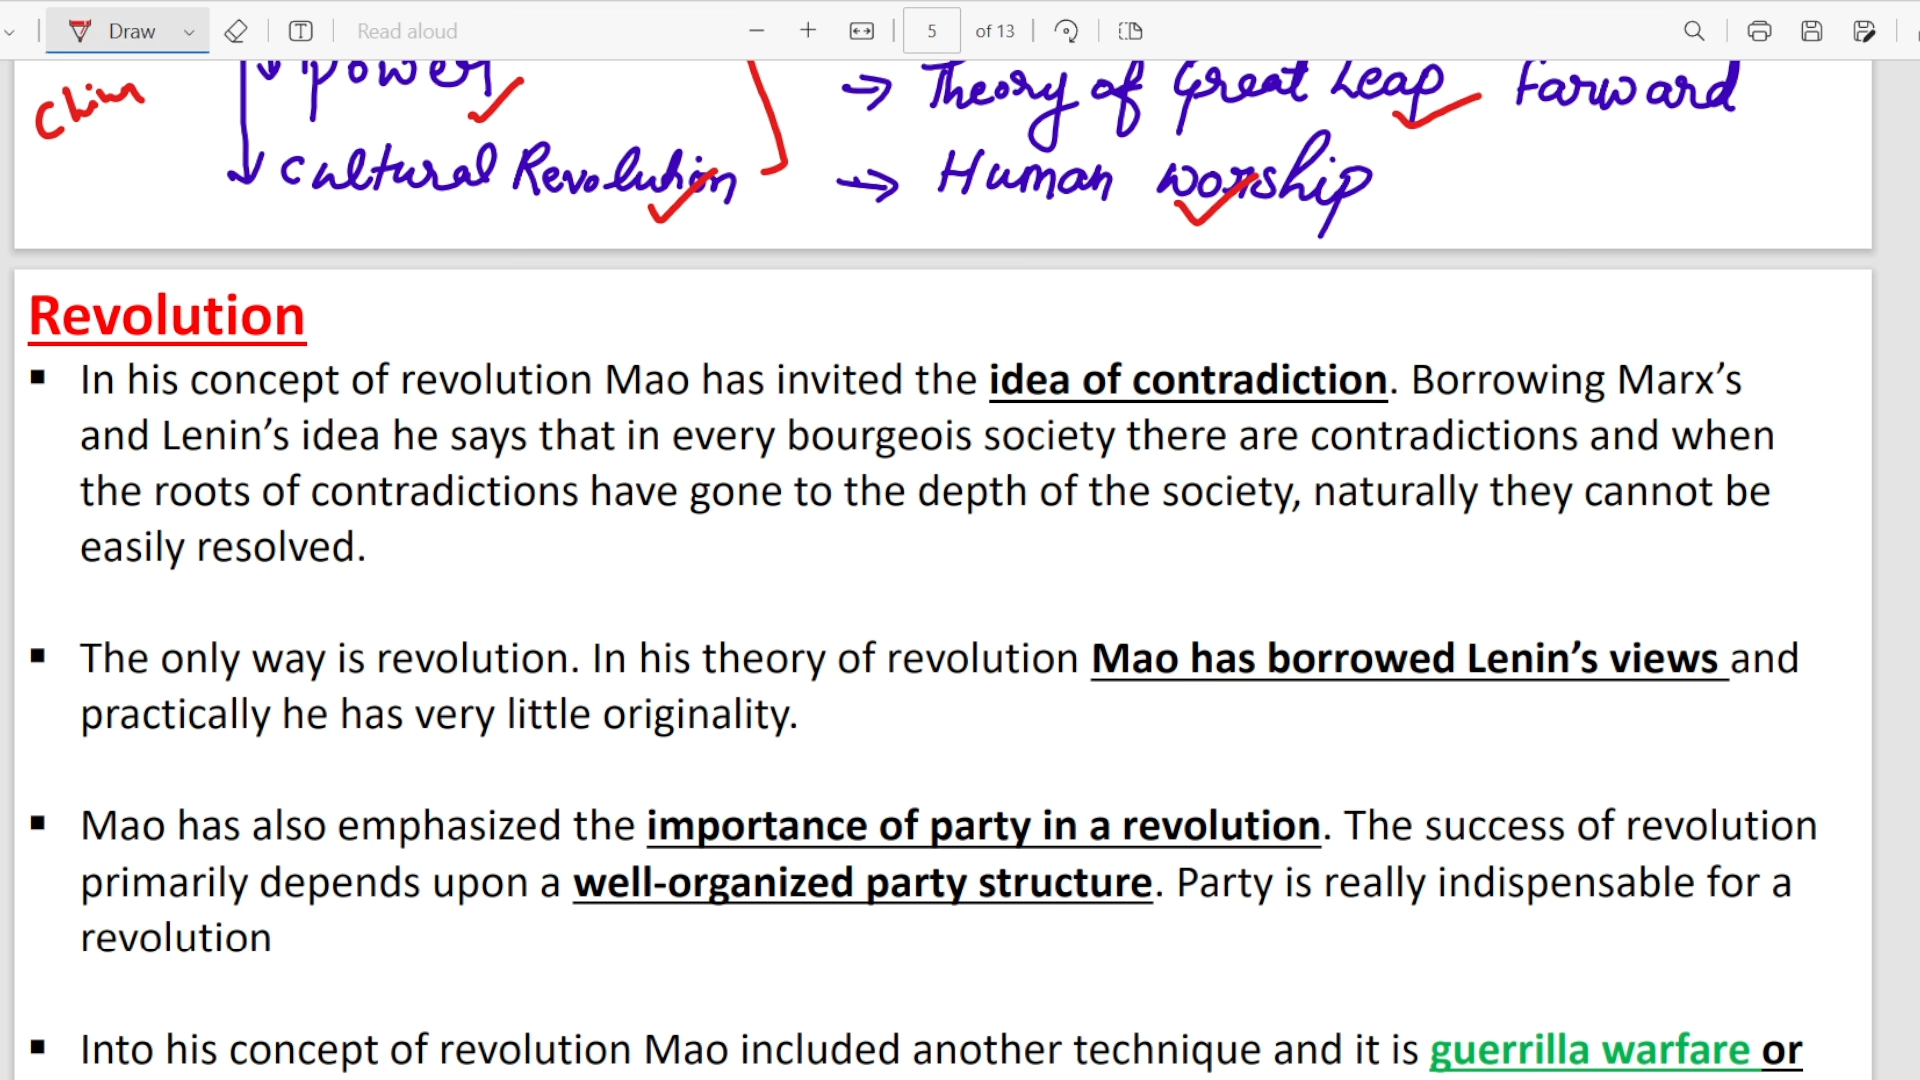 Draw
Read aloud
5 of 13
China
power
→ Theory of Great Leap Forward
Cultural Revolution
→ Human worship
Revolution
▪ In his concept of revolution Mao has invited the idea of contradiction. Borrowing Marx’s
and Lenin’s idea he says that in every bourgeois society there are contradictions and when
the roots of contradictions have gone to the depth of the society, naturally they cannot be
easily resolved.
▪ The only way is revolution. In his theory of revolution Mao has borrowed Lenin’s views and
practically he has very little originality.
▪ Mao has also emphasized the importance of party in a revolution. The success of revolution
primarily depends upon a well-organized party structure. Party is really indispensable for a
revolution
▪ Into his concept of revolution Mao included another technique and it is guerrilla warfare or